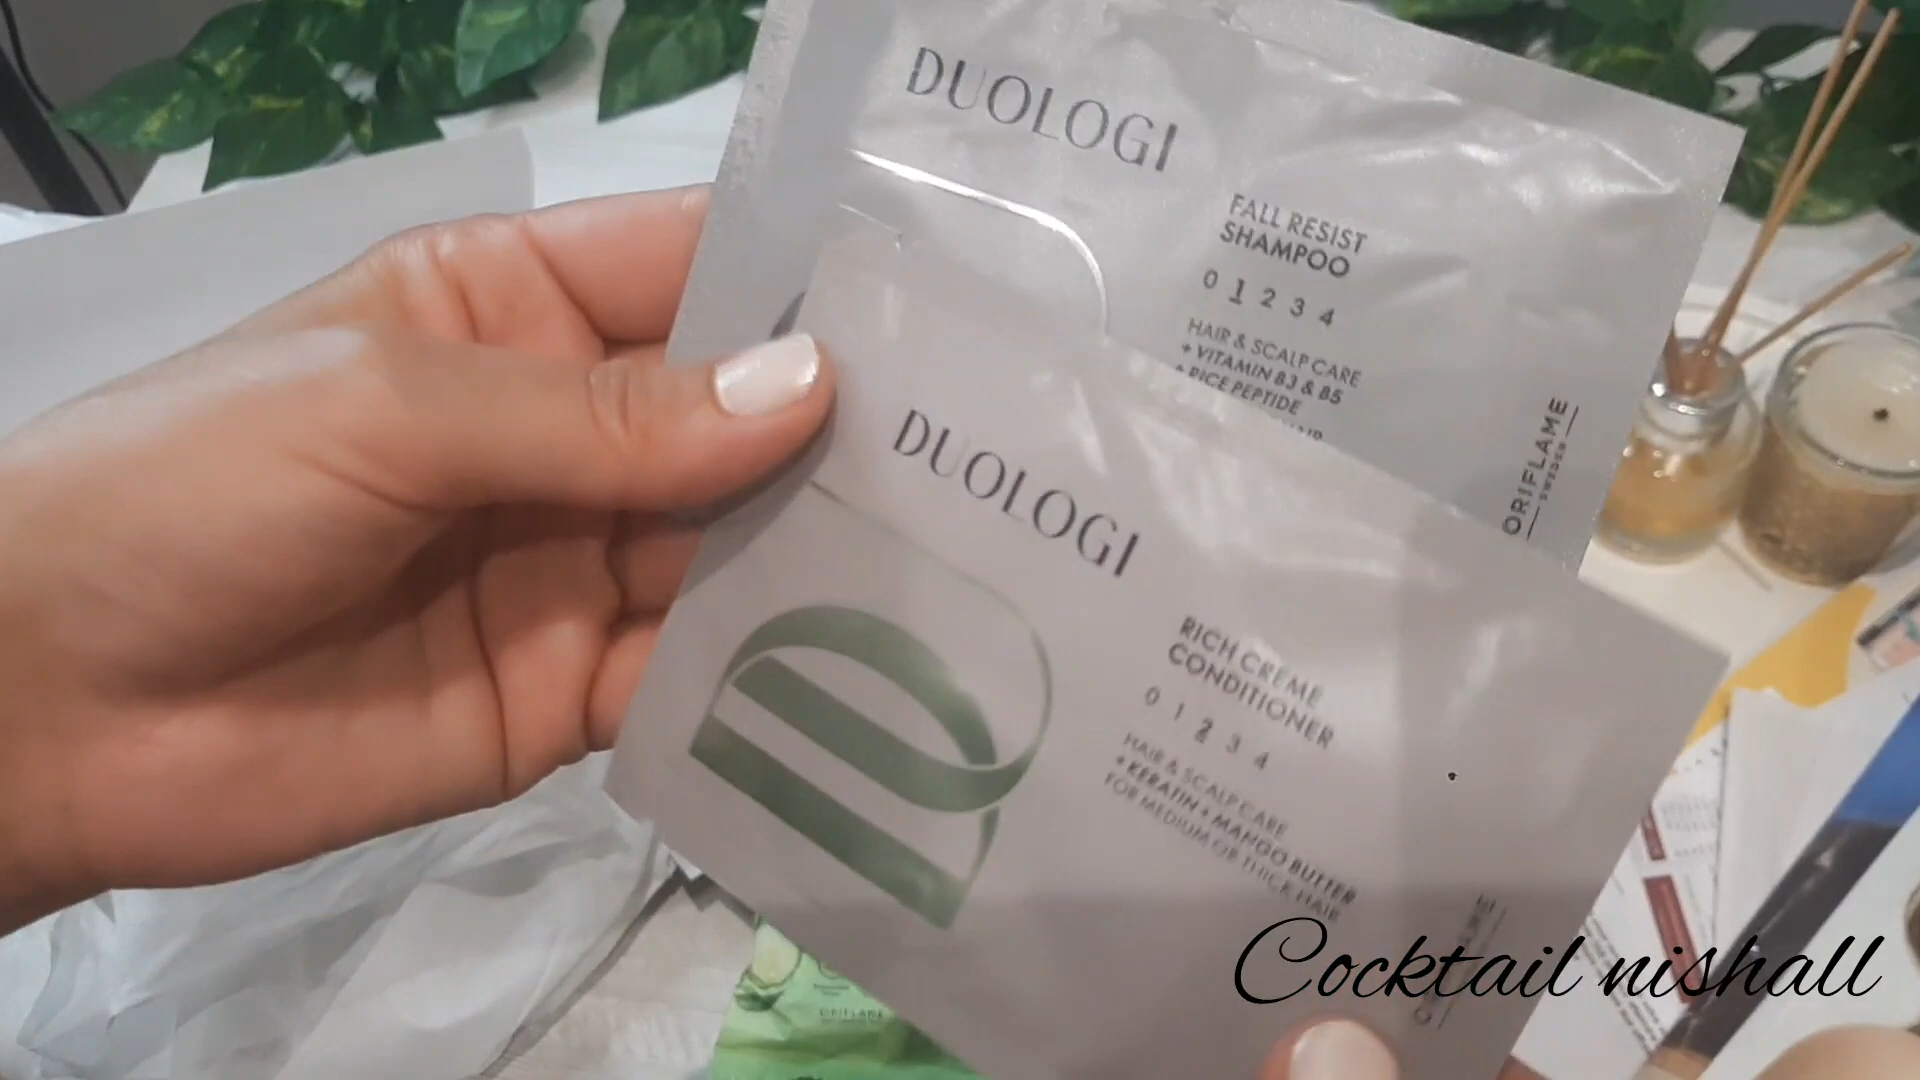 DUOLOGI
FALL RESIST
SHAMPOO
0 1 2 3 4
HAIR & SCALP CARE
+ VITAMIN B3 & B5
+ RICE PEPTIDE
ORIFLAME
SWEDEN
DUOLOGI
RICH CREME
CONDITIONER
0 1 2 3 4
HAIR & SCALP CARE
+ KERATIN + MANGO BUTTER
FOR MEDIUM OR THICK HAIR
ORIFLAME
Cocktail nishall